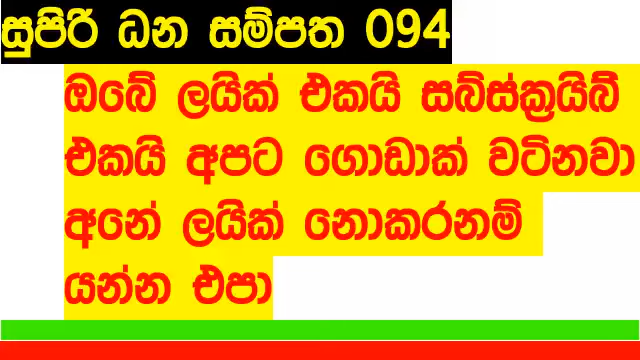 සුපිරි ධන සම්පත 094
ඔබේ ලයික් එකයි සබ්ස්ක්‍රයිබ්
එකයි අපට ගොඩාක් වටිනවා
අනේ ලයික් නොකරනම්
යන්න එපා